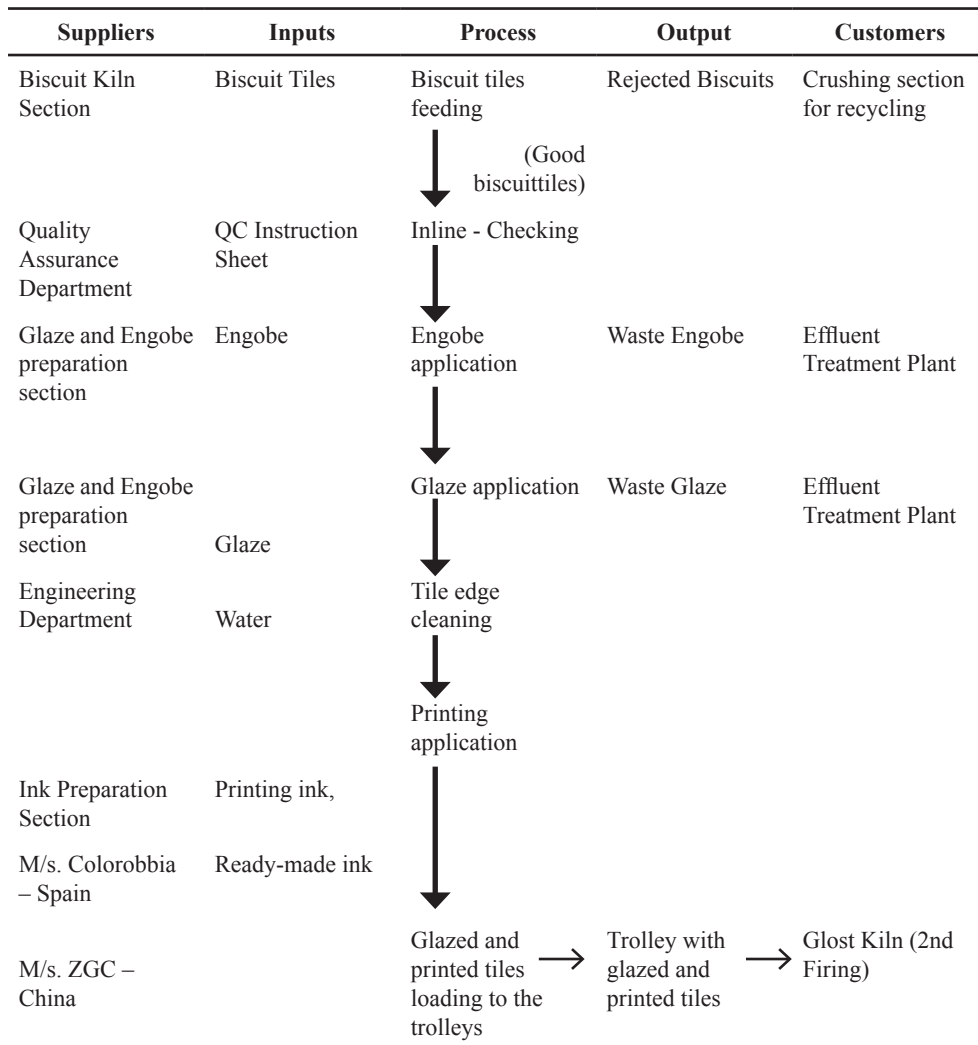 Suppliers Inputs Process Output Customers
Biscuit Kiln Biscuit Tiles Biscuit tiles Rejected Biscuits Crushing section
Section feeding for recycling
(Good
biscuittiles)
Quality QC Instruction Inline - Checking
Assurance Sheet
Department
Glaze and Engobe Engobe Engobe Waste Engobe Effluent
preparation application Treatment Plant
section
Glaze and Engobe Glaze application Waste Glaze Effluent
preparation Treatment Plant
section Glaze
Engineering Tile edge
Department Water cleaning
Printing
application
Ink Preparation Printing ink,
Section
M/s. Colorobbia Ready-made ink
– Spain
Glazed and Trolley with Glost Kiln (2nd
M/s. ZGC – printed tiles glazed and Firing)
China loading to the printed tiles
trolleys